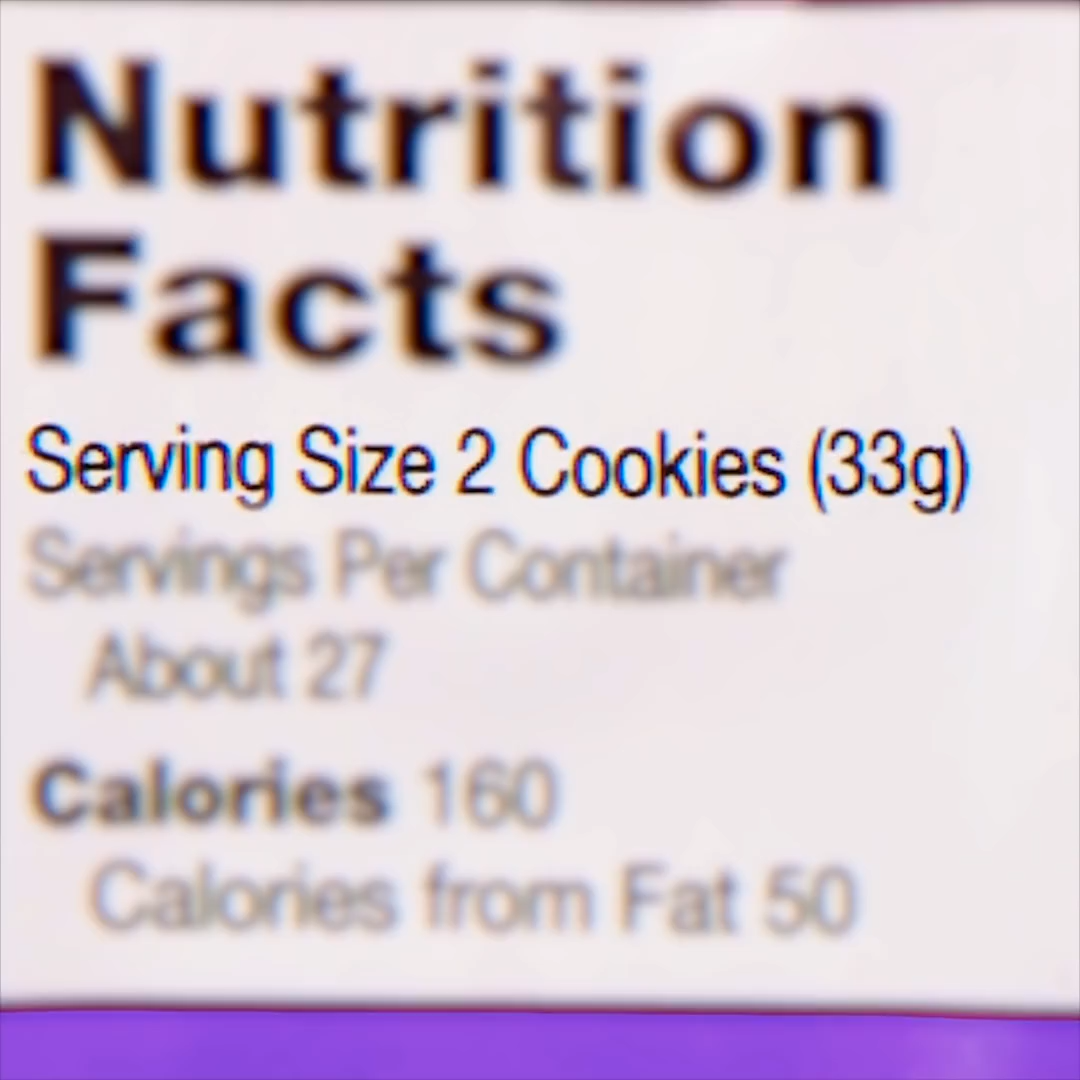 Nutrition
Facts
Serving Size 2 Cookies (33g)
Servings Per Container
About 27
Calories 160
Calories from Fat 50